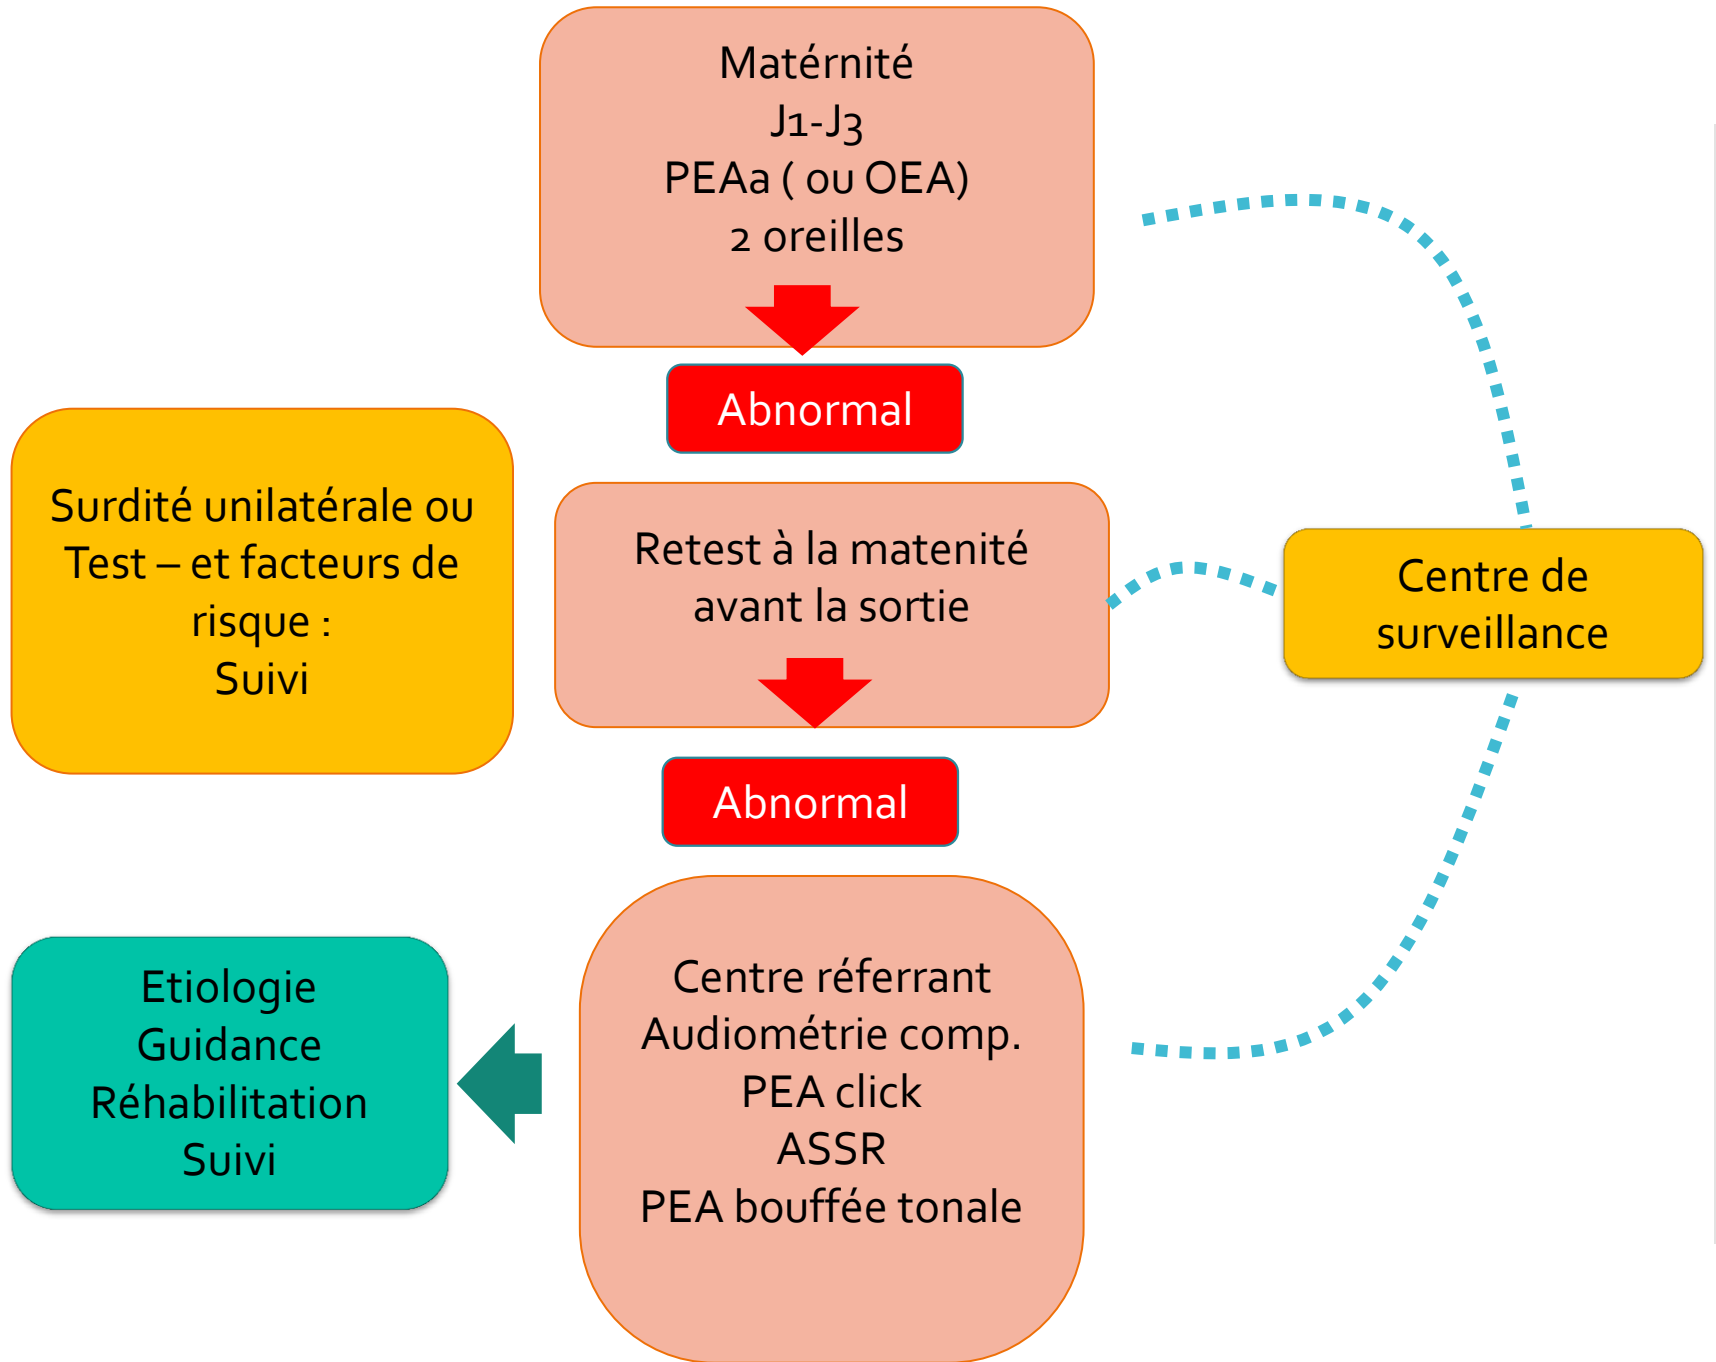 Matérnité
J1-J3
PEAa ( ou OEA)
2 oreilles
Abnormal
Surdité unilatérale ou
Test – et facteurs de
risque :
Suivi
Retest à la matenité
avant la sortie
Centre de
surveillance
Abnormal
Etiologie
Guidance
Réhabilitation
Suivi
Centre réferrant
Audiométrie comp.
PEA click
ASSR
PEA bouffée tonale